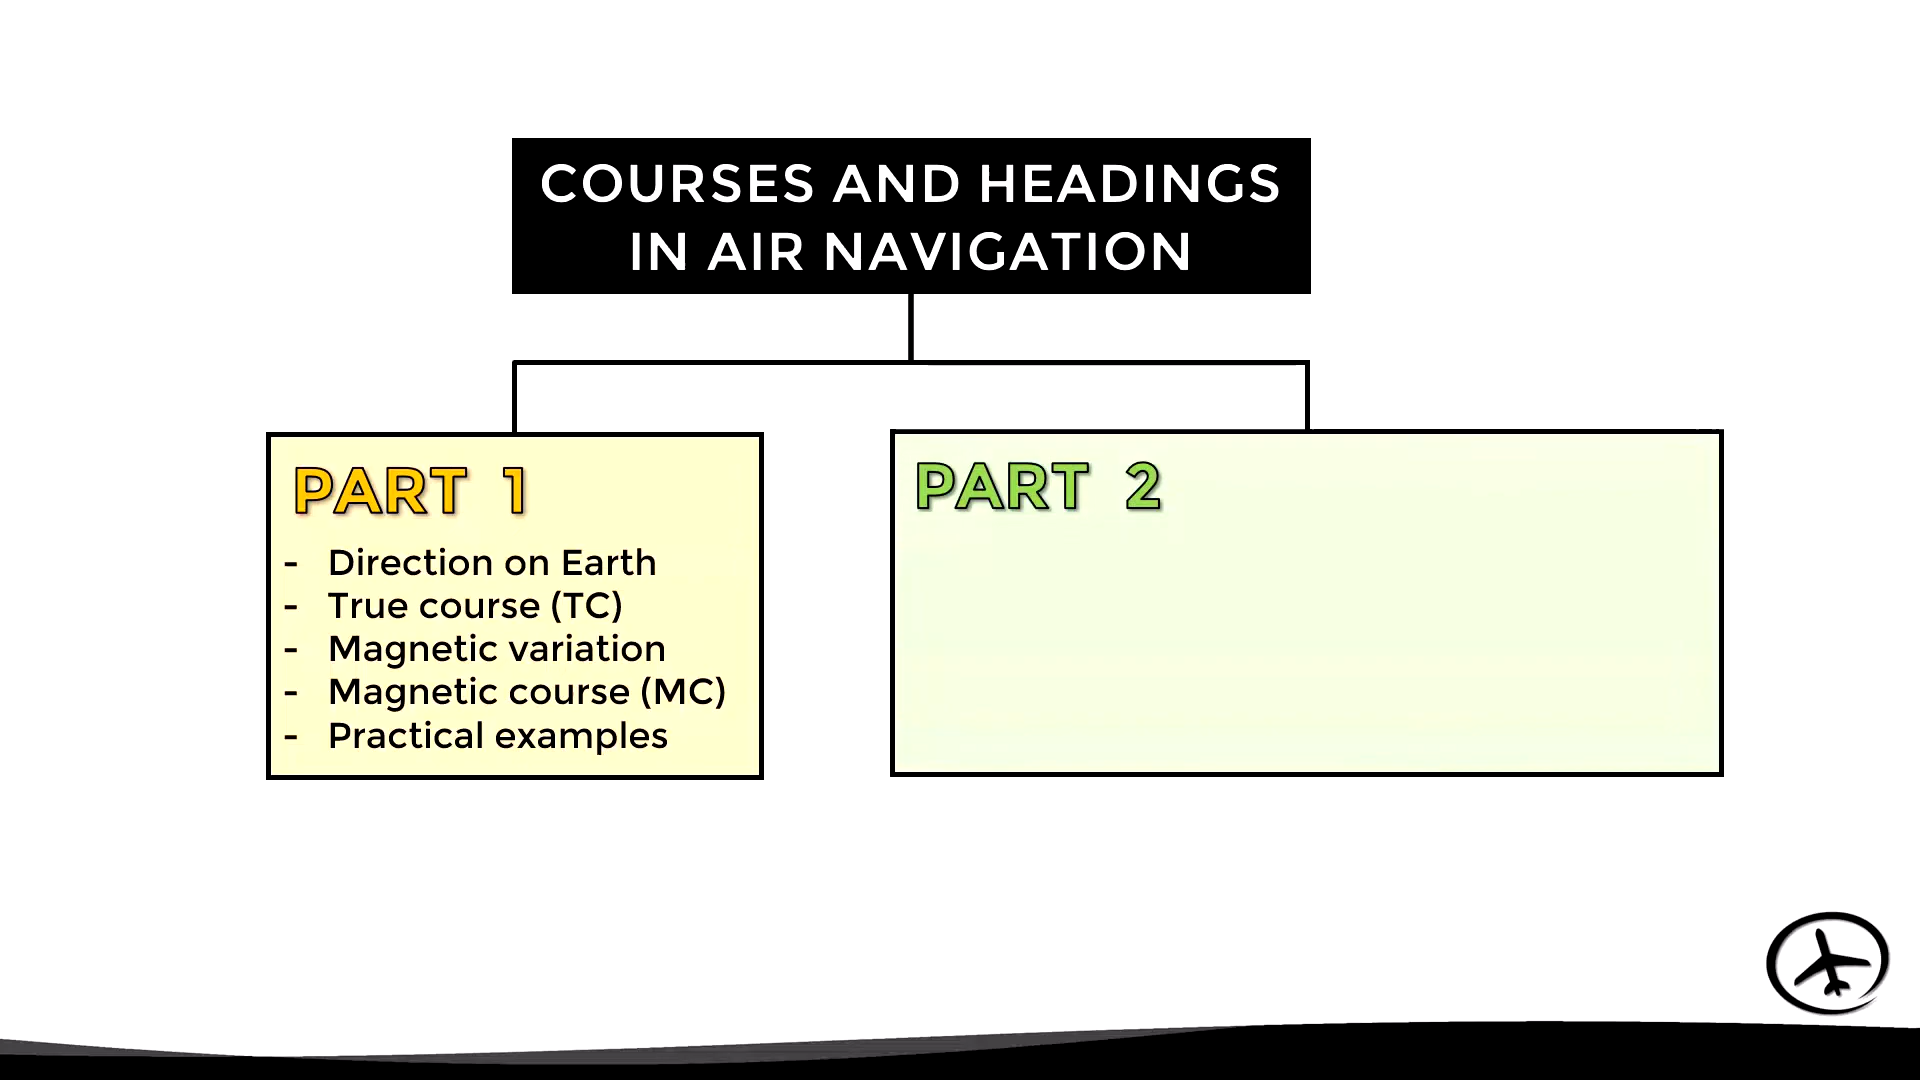 COURSES AND HEADINGS
IN AIR NAVIGATION
PART 1
- Direction on Earth
- True course (TC)
- Magnetic variation
- Magnetic course (MC)
- Practical examples
PART 2